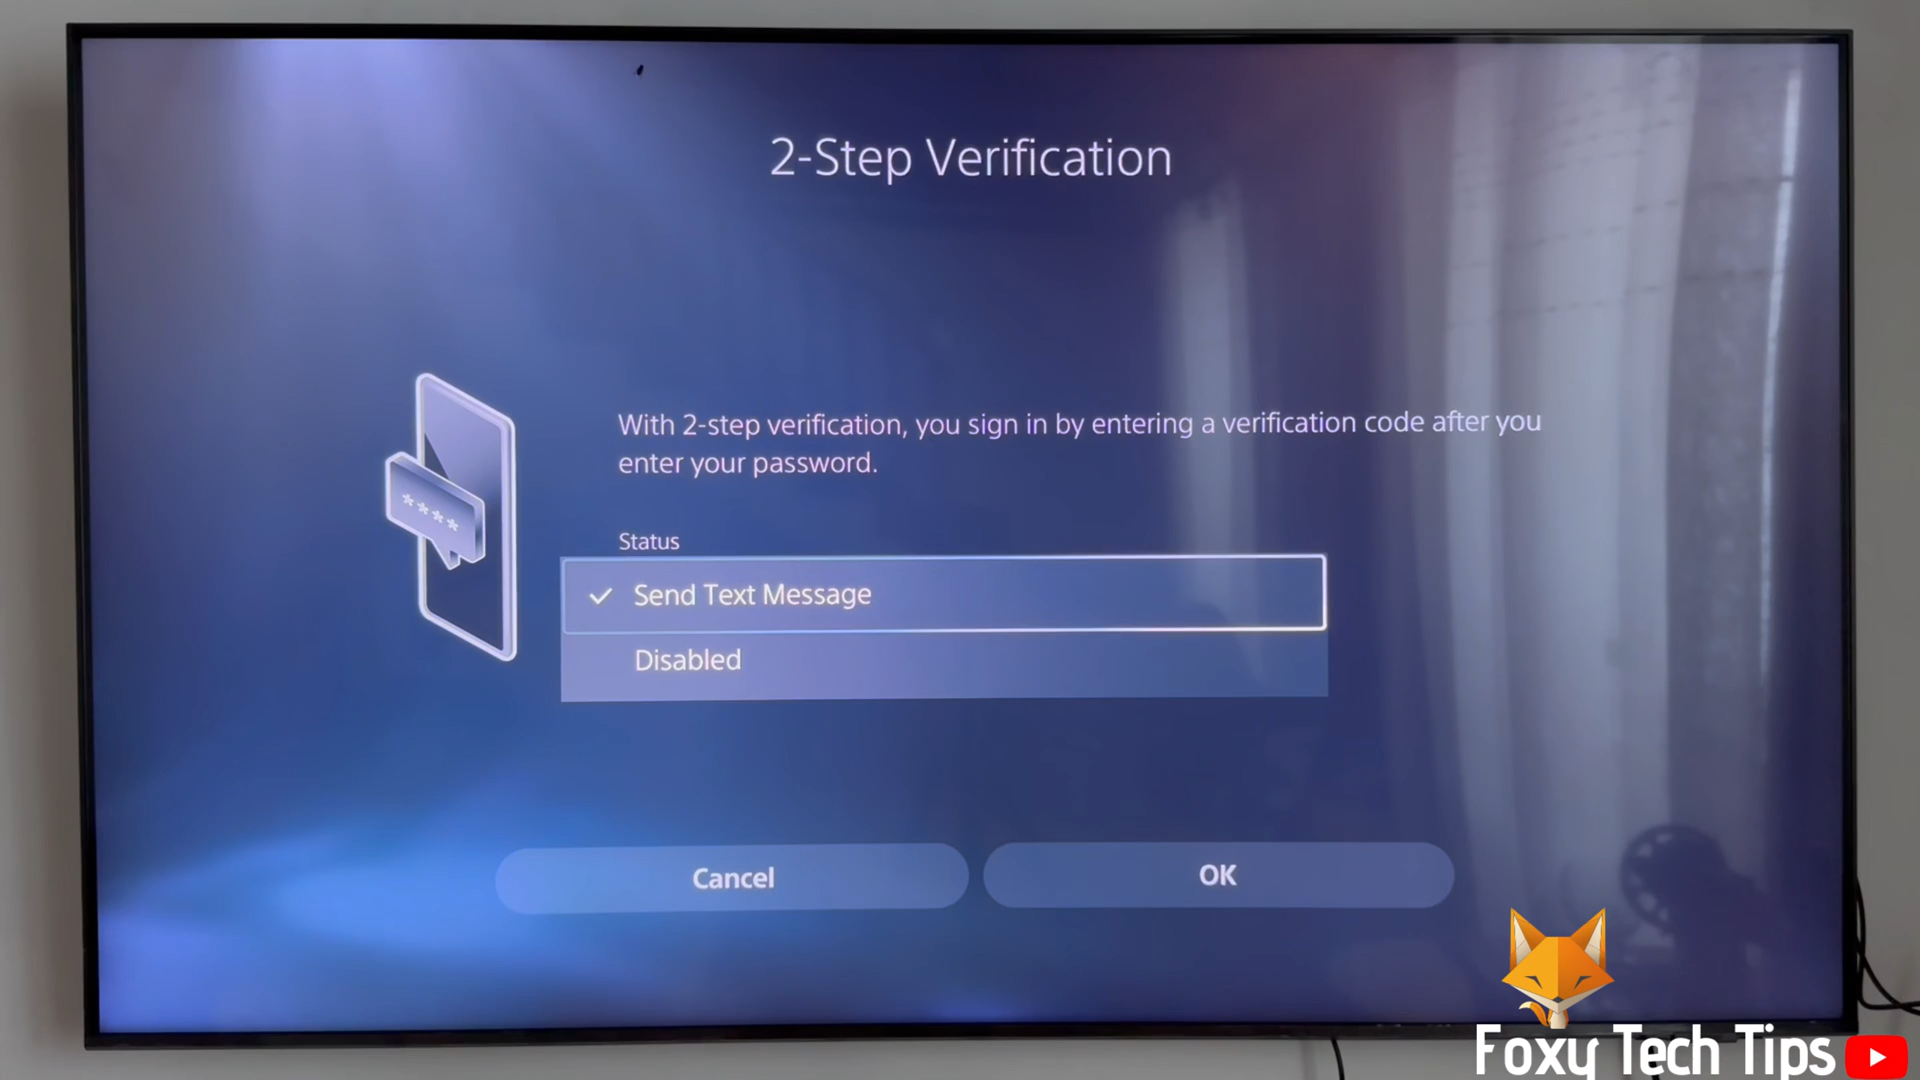 2-Step Verification
With 2-step verification, you sign in by entering a verification code after you
enter your password.
Status
Send Text Message
Disabled
Cancel
OK
Foxy Tech Tips